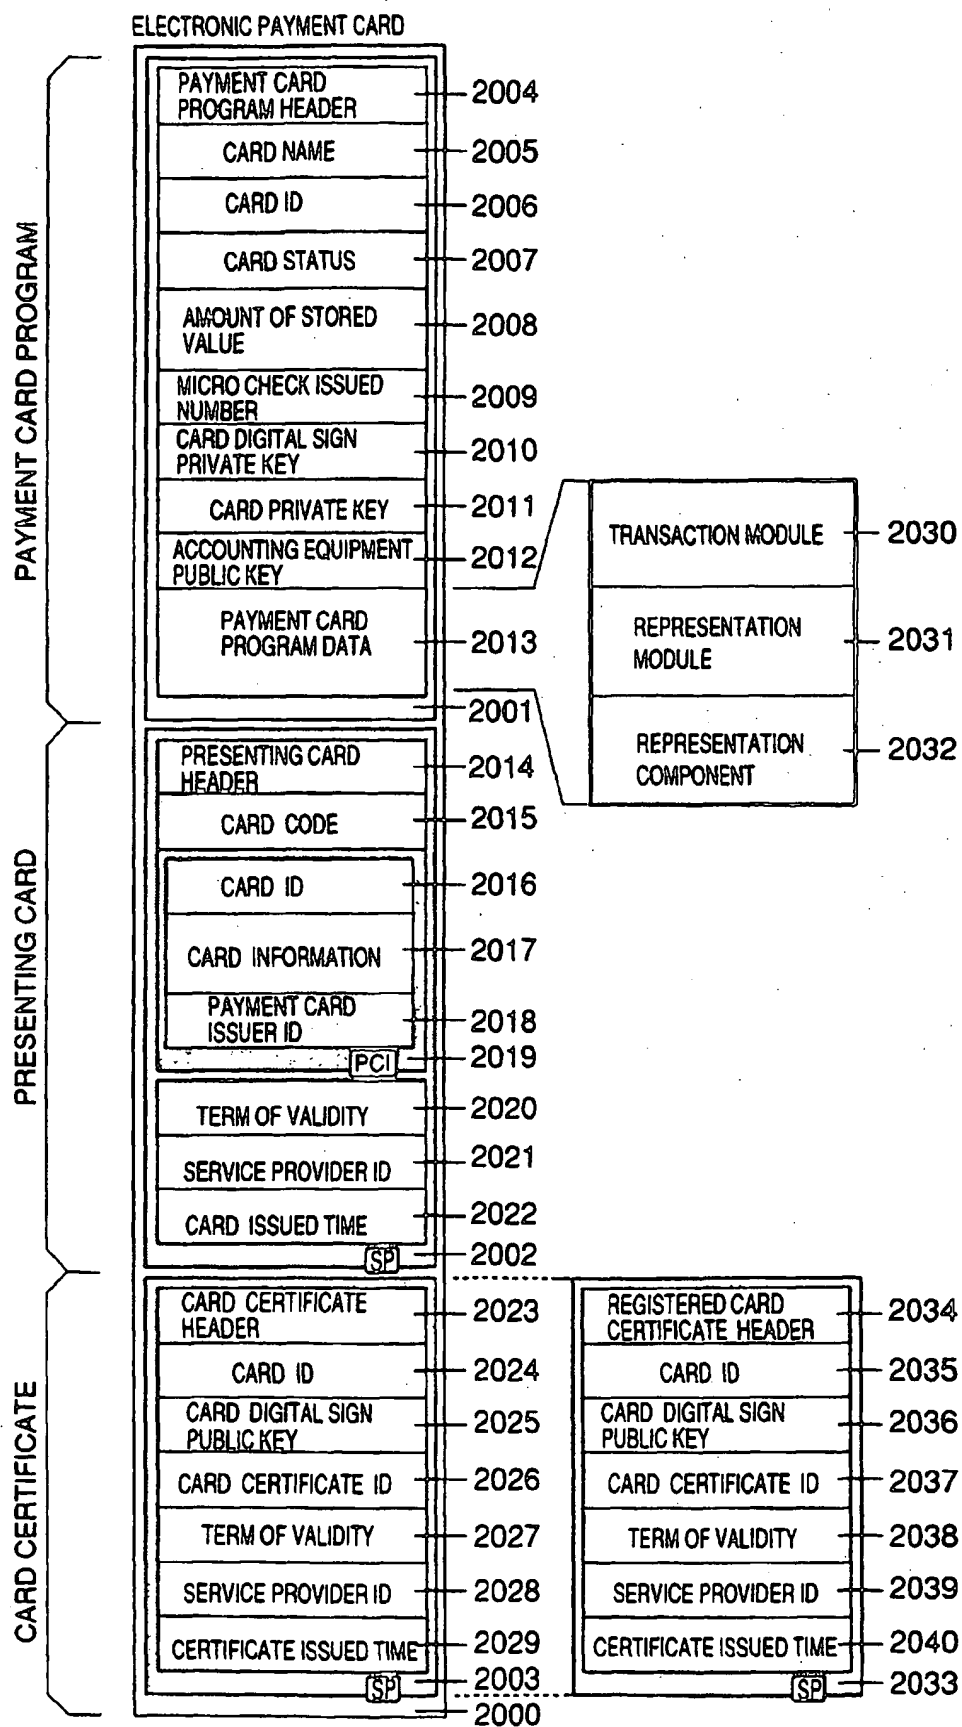 ELECTRONIC PAYMENT CARD
PAYMENT CARD PROGRAM
PAYMENT CARD
PROGRAM HEADER
2004
CARD NAME
2005
CARD ID
2006
CARD STATUS
2007
AMOUNT OF STORED
VALUE
2008
MICRO CHECK ISSUED
NUMBER
2009
CARD DIGITAL SIGN
PRIVATE KEY
2010
CARD PRIVATE KEY
2011
ACCOUNTING EQUIPMENT
PUBLIC KEY
2012
PAYMENT CARD
PROGRAM DATA
2013
2001
TRANSACTION MODULE
2030
REPRESENTATION
MODULE
2031
REPRESENTATION
COMPONENT
2032
PRESENTING CARD
PRESENTING CARD
HEADER
2014
CARD CODE
2015
CARD ID
2016
CARD INFORMATION
2017
PAYMENT CARD
ISSUER ID
2018
PCI
2019
TERM OF VALIDITY
2020
SERVICE PROVIDER ID
2021
CARD ISSUED TIME
2022
SP
2002
CARD CERTIFICATE
CARD CERTIFICATE
HEADER
2023
CARD ID
2024
CARD DIGITAL SIGN
PUBLIC KEY
2025
CARD CERTIFICATE ID
2026
TERM OF VALIDITY
2027
SERVICE PROVIDER ID
2028
CERTIFICATE ISSUED TIME
2029
SP
2003
2000
REGISTERED CARD
CERTIFICATE HEADER
2034
CARD ID
2035
CARD DIGITAL SIGN
PUBLIC KEY
2036
CARD CERTIFICATE ID
2037
TERM OF VALIDITY
2038
SERVICE PROVIDER ID
2039
CERTIFICATE ISSUED TIME
2040
SP
2033